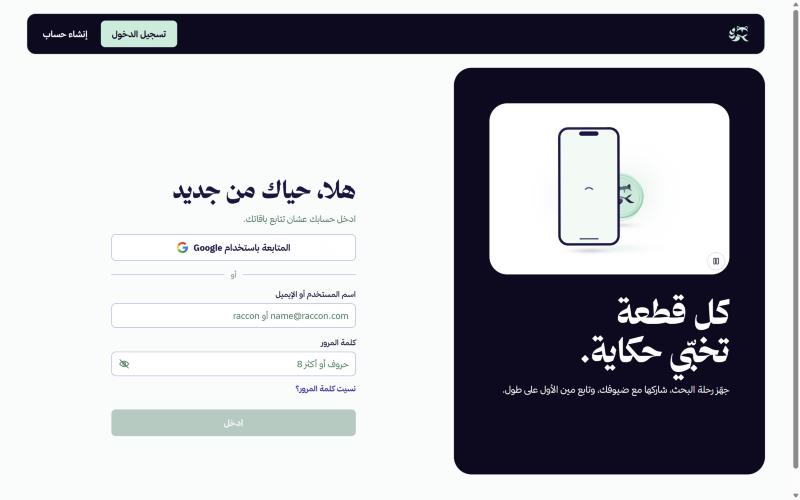 تسجيل الدخول
إنشاء حساب
كل قطعة
تخبّي حكاية.
جهّز رحلة البحث، شاركها مع ضيوفك، وتابع مين الأول على طول.
هلا، حياك من جديد
ادخل حسابك عشان تتابع باقاتك.
المتابعة باستخدام Google
أو
اسم المستخدم أو الإيميل
name@raccon.com أو raccon
كلمة المرور
8 حروف أو أكثر
نسيت كلمة المرور؟
ادخل